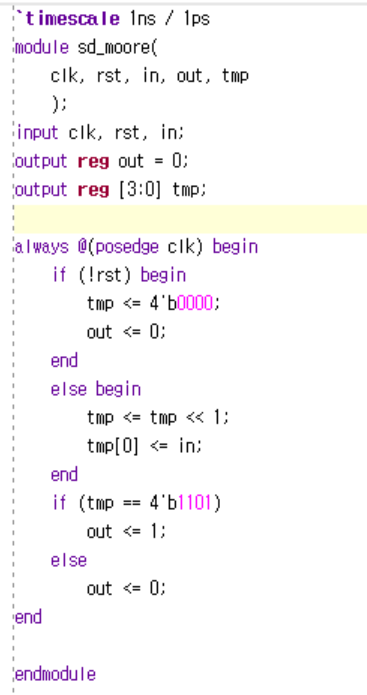 `timescale 1ns / 1ps
module sd_moore(
    clk, rst, in, out, tmp
    );
input clk, rst, in;
output reg out = 0;
output reg [3:0] tmp;

always @(posedge clk) begin
    if (!rst) begin
        tmp <= 4'b0000;
        out <= 0;
    end
    else begin
        tmp <= tmp << 1;
        tmp[0] <= in;
    end
    if (tmp == 4'b1101)
        out <= 1;
    else
        out <= 0;
end

endmodule